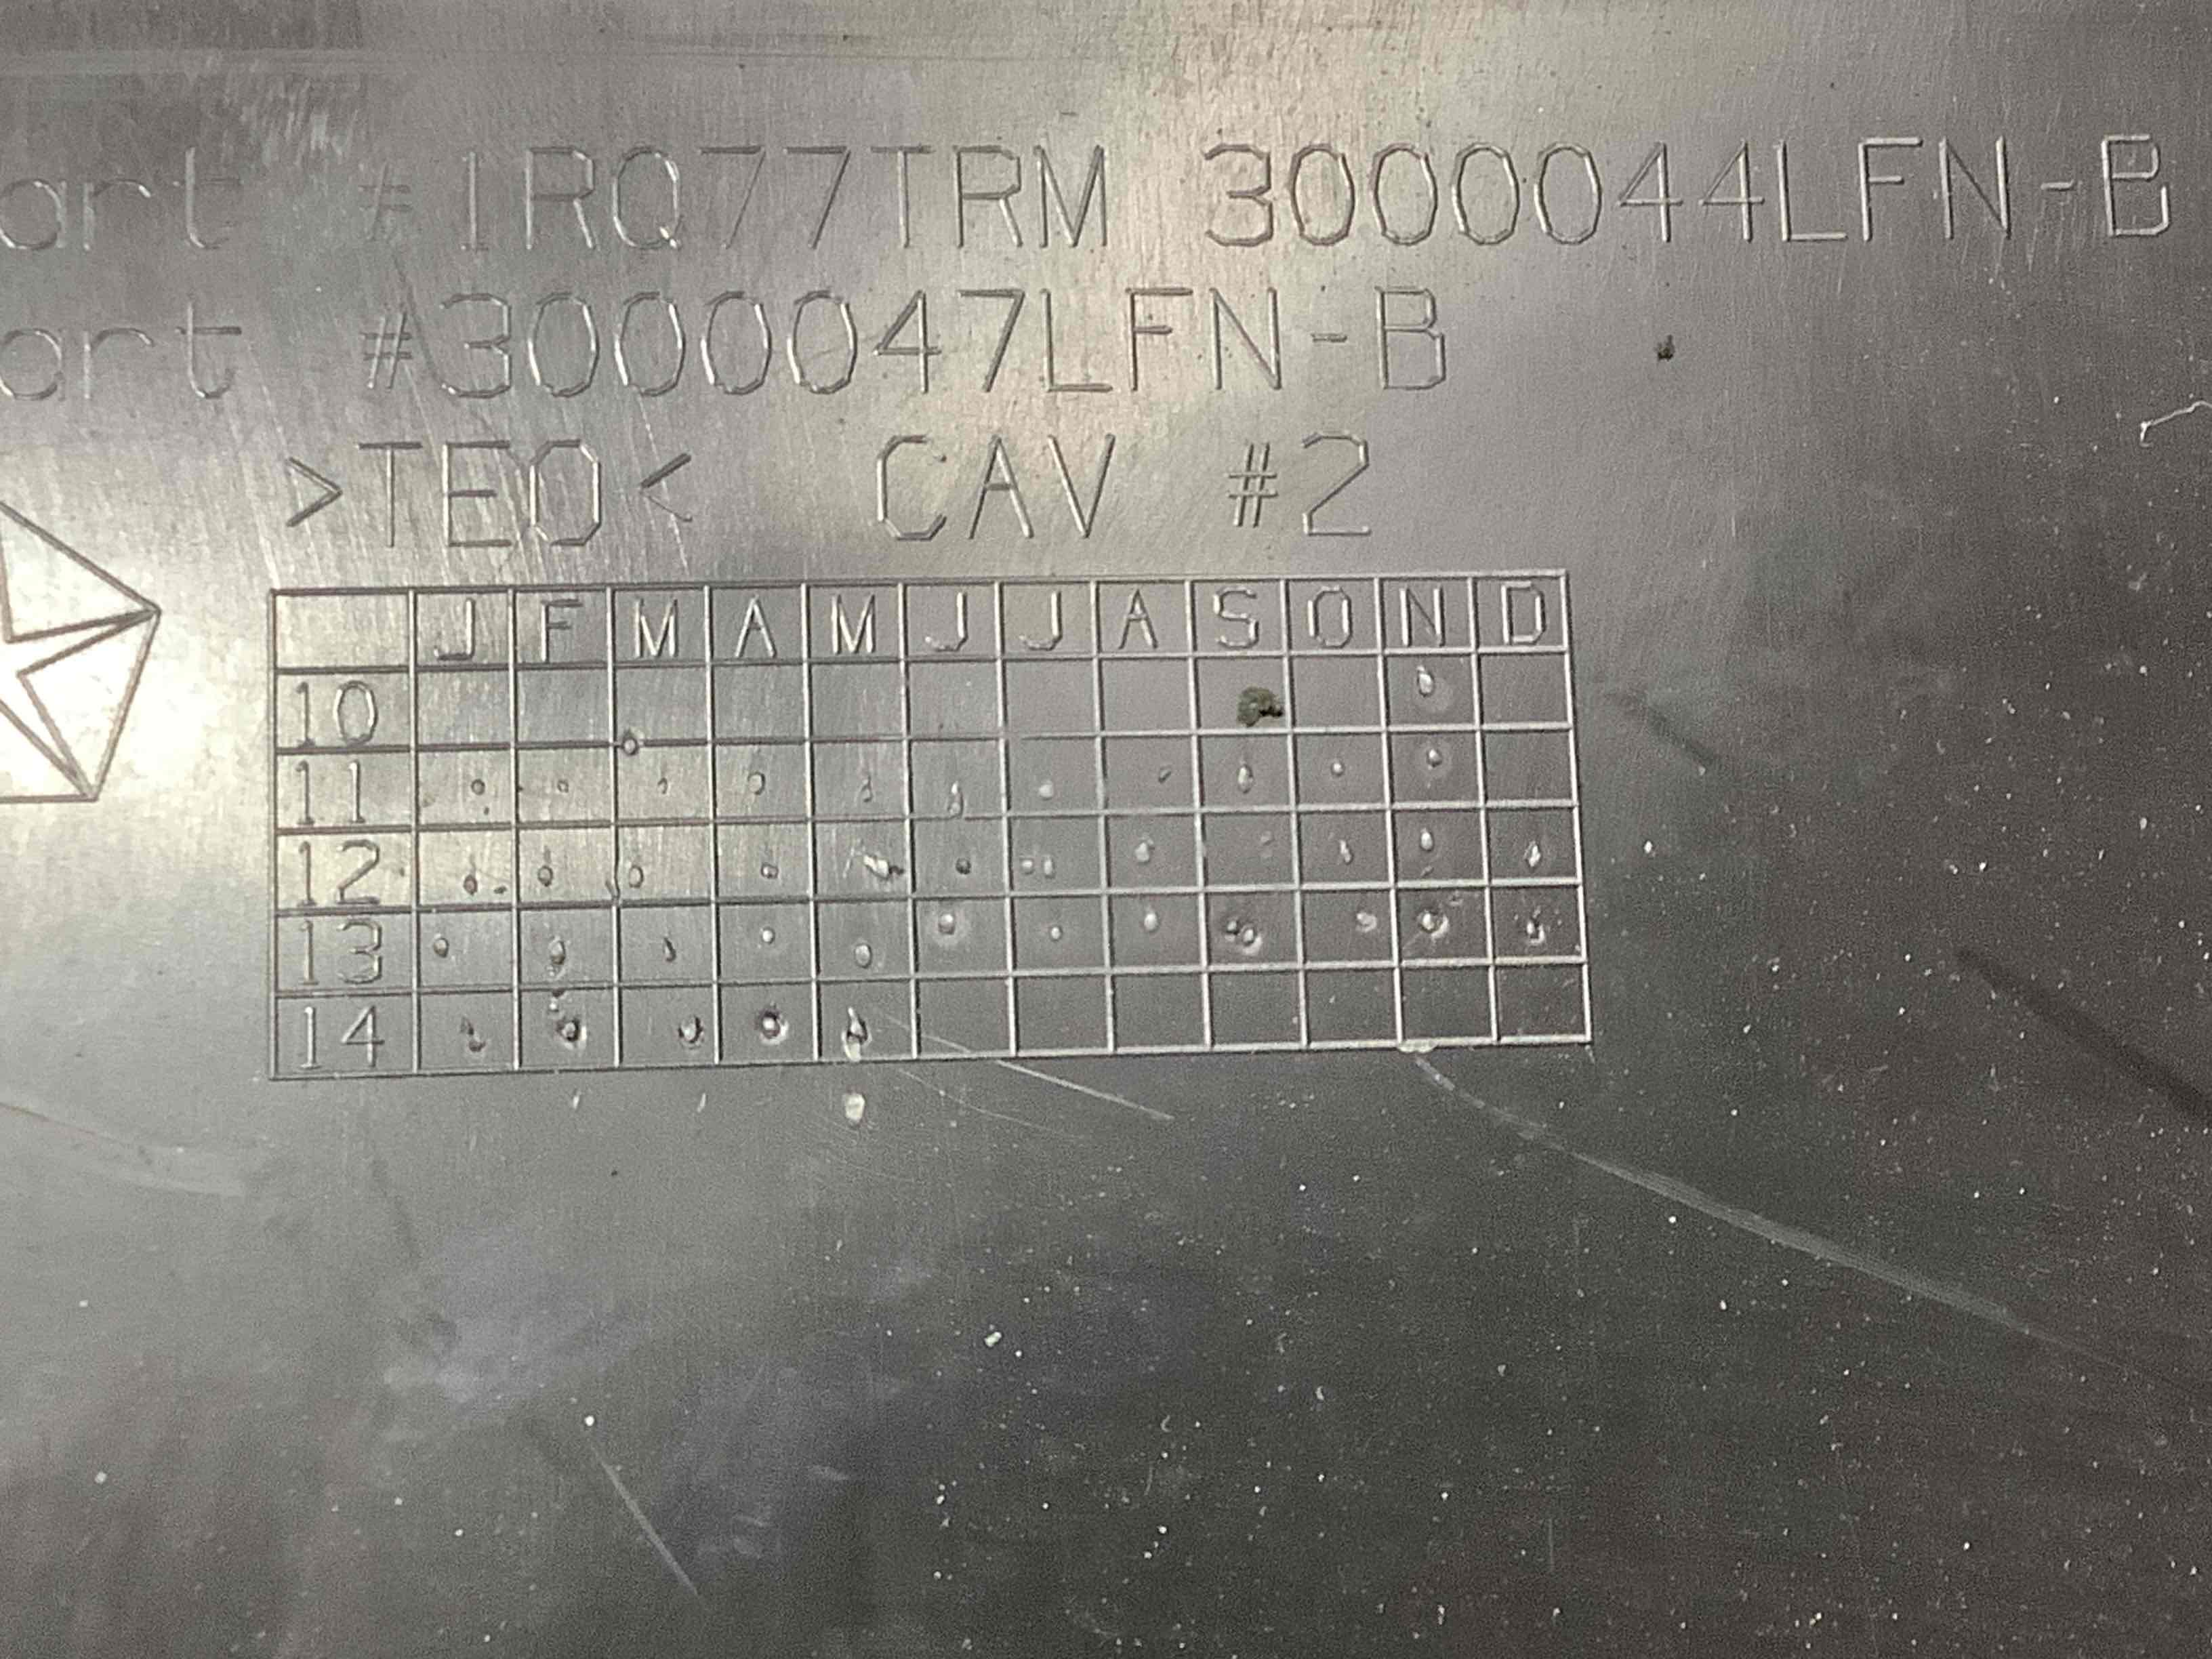 art #1RQ77TRM 3000044LFN-B
art #3000047LFN-B
>TEO< CAV #2
J F M A M J J A S O N D
10
11
12
13
14